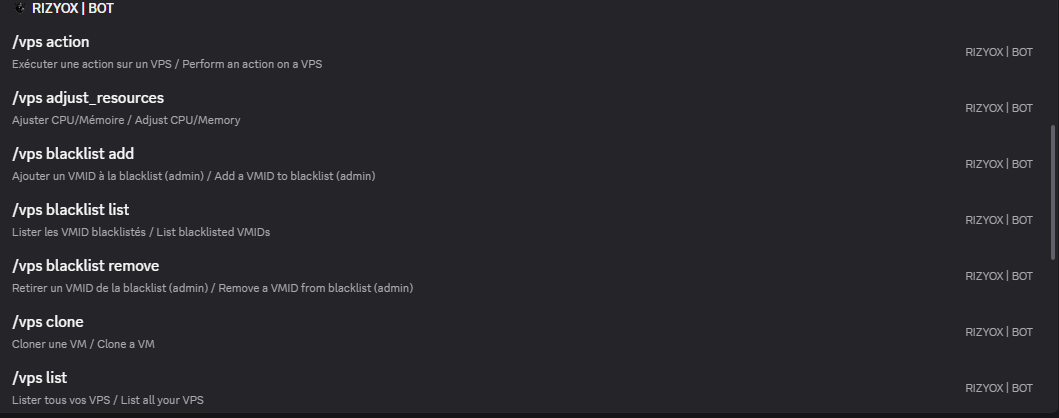 RIZYOX | BOT
/vps action
Exécuter une action sur un VPS / Perform an action on a VPS
RIZYOX | BOT
/vps adjust_resources
Ajuster CPU/Mémoire / Adjust CPU/Memory
RIZYOX | BOT
/vps blacklist add
Ajouter un VMID à la blacklist (admin) / Add a VMID to blacklist (admin)
RIZYOX | BOT
/vps blacklist list
Lister les VMID blacklistés / List blacklisted VMIDs
RIZYOX | BOT
/vps blacklist remove
Retirer un VMID de la blacklist (admin) / Remove a VMID from blacklist (admin)
RIZYOX | BOT
/vps clone
Cloner une VM / Clone a VM
RIZYOX | BOT
/vps list
Lister tous vos VPS / List all your VPS
RIZYOX | BOT